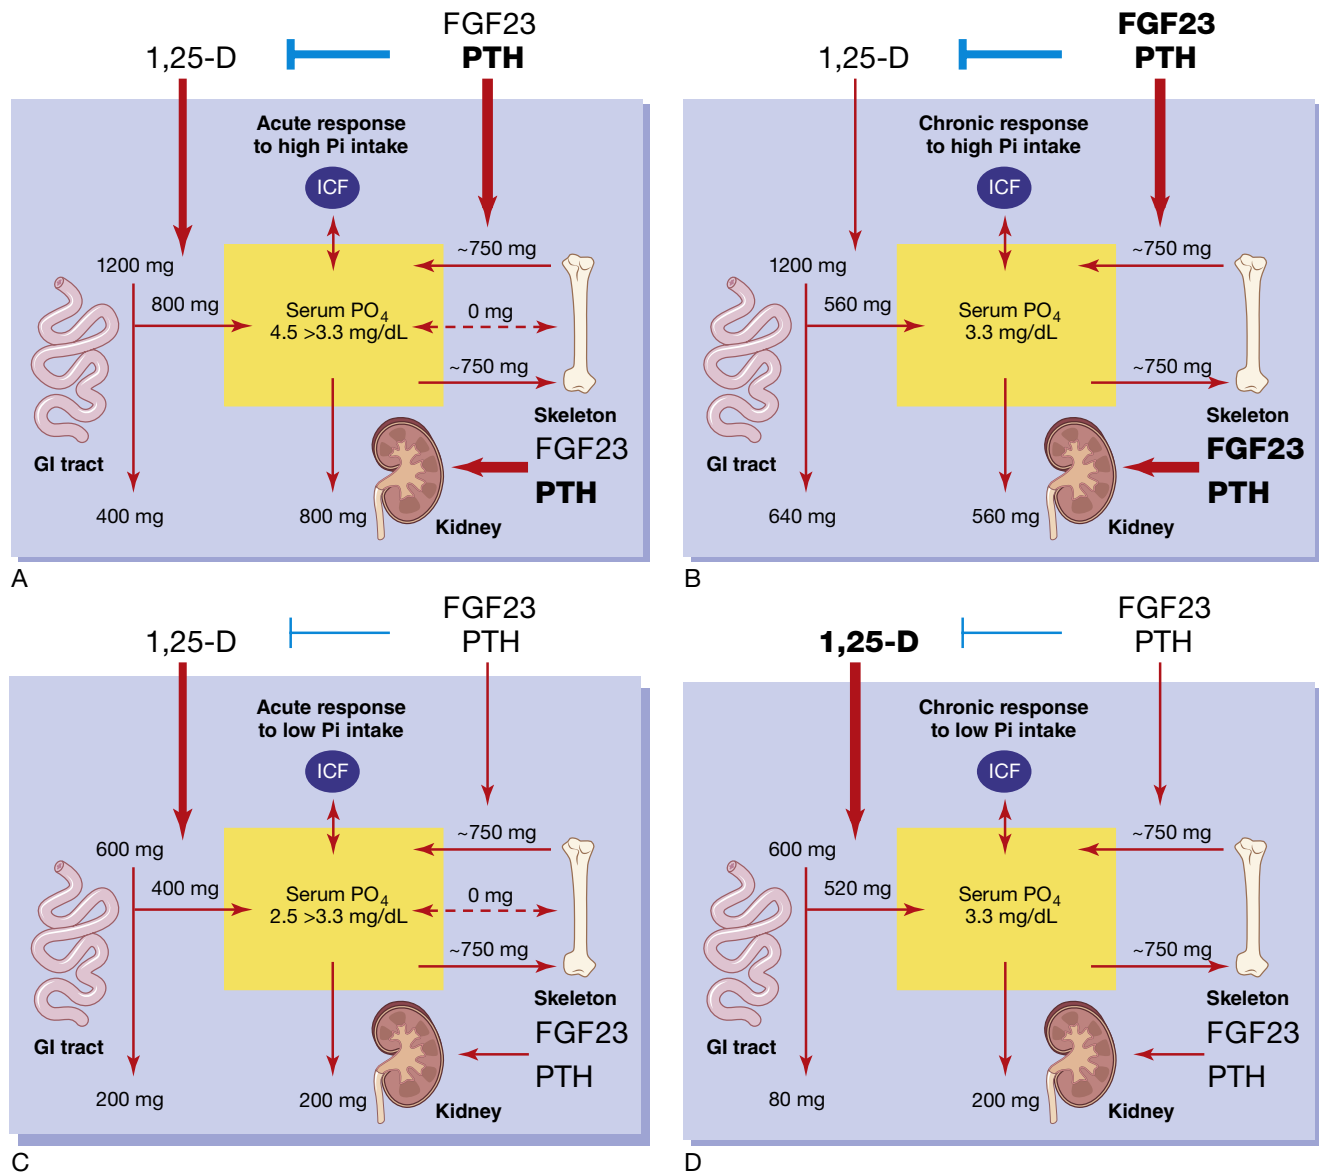 FGF23
1,25-D
PTH
Acute response
to high Pi intake
ICF
~750 mg
1200 mg
800 mg
Serum PO4
4.5 >3.3 mg/dL
0 mg
~750 mg
Skeleton
FGF23
GI tract
PTH
400 mg
800 mg
Kidney
A
FGF23
1,25-D
PTH
Chronic response
to high Pi intake
ICF
~750 mg
1200 mg
560 mg
Serum PO4
3.3 mg/dL
~750 mg
Skeleton
FGF23
GI tract
PTH
640 mg
560 mg
Kidney
B
FGF23
1,25-D
PTH
Acute response
to low Pi intake
ICF
~750 mg
600 mg
400 mg
Serum PO4
2.5 >3.3 mg/dL
0 mg
~750 mg
Skeleton
FGF23
GI tract
PTH
200 mg
200 mg
Kidney
C
FGF23
1,25-D
PTH
Chronic response
to low Pi intake
ICF
~750 mg
600 mg
520 mg
Serum PO4
3.3 mg/dL
~750 mg
Skeleton
FGF23
GI tract
PTH
80 mg
200 mg
Kidney
D